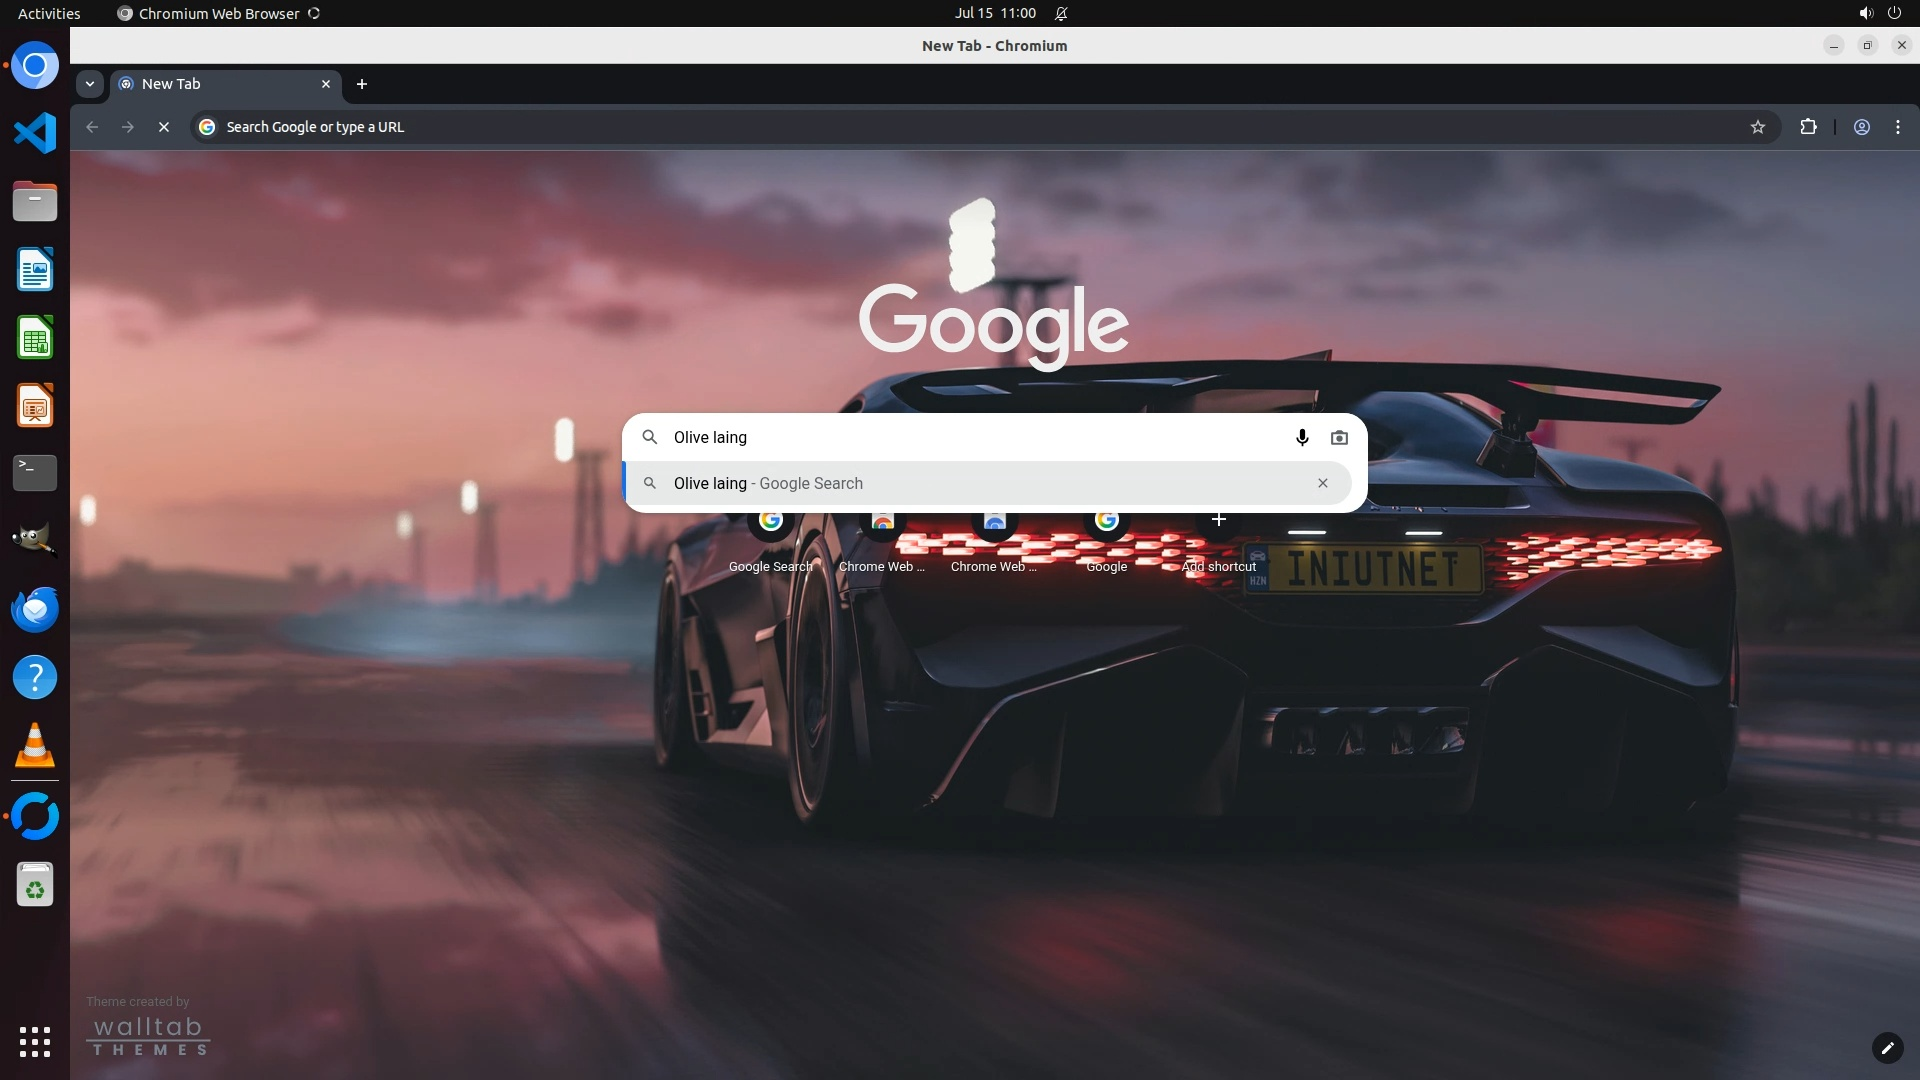 Activities
Chromium Web Browser
Jul 15 11:00
New Tab - Chromium
New Tab
Search Google or type a URL
Google
Olive laing
Olive laing - Google Search
Google Search
Chrome Web ...
Chrome Web ...
Google
Add shortcut
HZN INIUTNET
Theme created by
walltab
THEMES